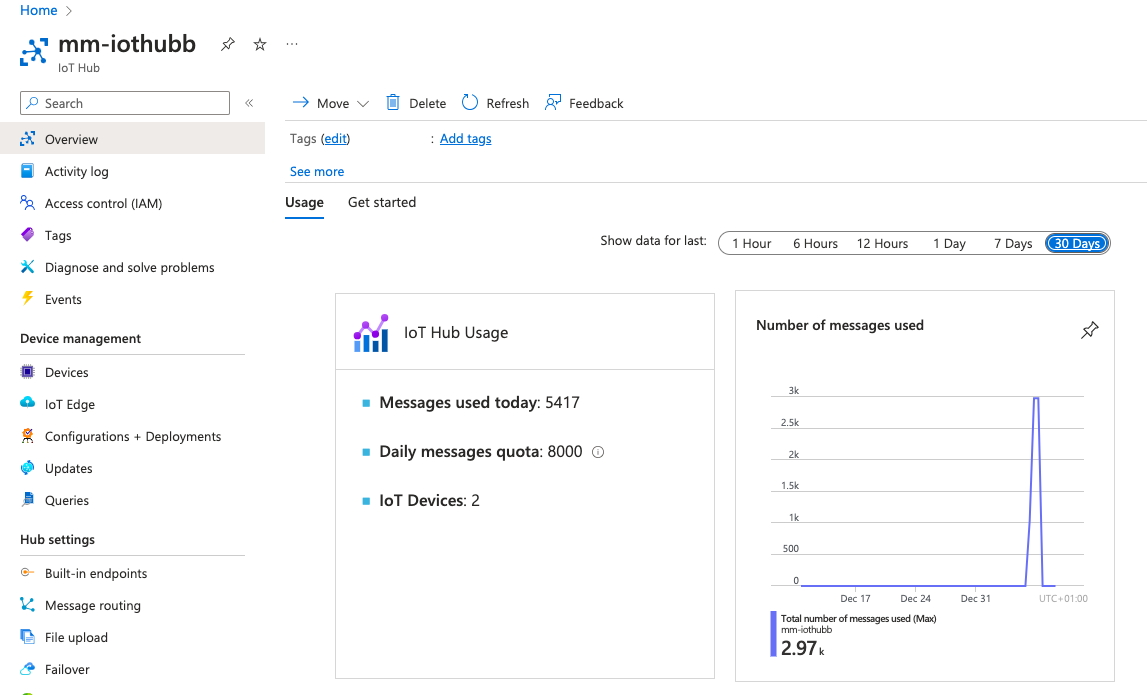 Home
mm-iothubb
IoT Hub
Search
Overview
Activity log
Access control (IAM)
Tags
Diagnose and solve problems
Events
Device management
Devices
IoT Edge
Configurations + Deployments
Updates
Queries
Hub settings
Built-in endpoints
Message routing
File upload
Failover
Move Delete Refresh Feedback
Tags (edit) : Add tags
See more
Usage Get started
Show data for last: 1 Hour 6 Hours 12 Hours 1 Day 7 Days 30 Days
IoT Hub Usage
Messages used today: 5417
Daily messages quota: 8000
IoT Devices: 2
Number of messages used
3k
2.5k
2k
1.5k
1k
500
0
Dec 17 Dec 24 Dec 31 UTC+01:00
Total number of messages used (Max)
mm-iothubb
2.97 k